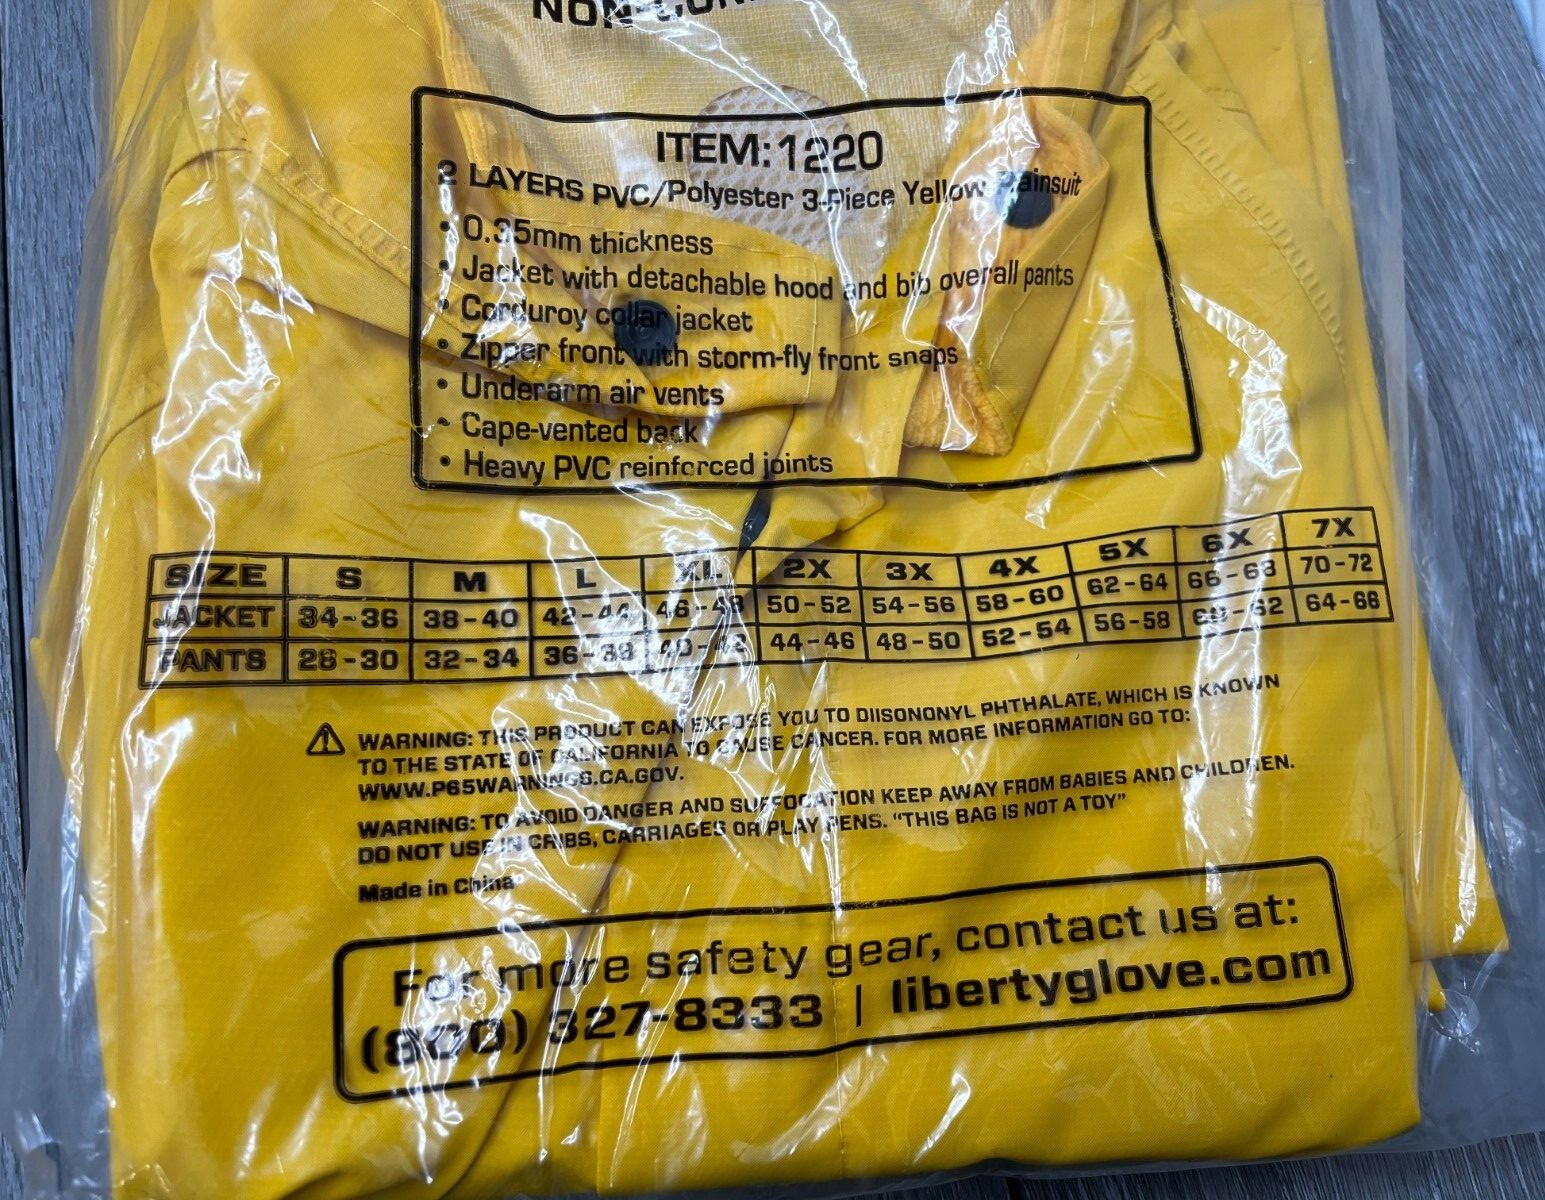 ITEM:1220
2 LAYERS PVC/Polyester 3-Piece Yellow Rainsuit
• 0.35mm thickness
• Jacket with detachable hood and bib overall pants
• Corduroy collar jacket
• Zipper front with storm-fly front snaps
• Underarm air vents
• Cape-vented back
• Heavy PVC reinforced joints
SIZE S M L XL 2X 3X 4X 5X 6X 7X
JACKET 34-36 38-40 42-44 46-48 50-52 54-56 58-60 62-64 66-68 70-72
PANTS 28-30 32-34 36-38 40-42 44-46 48-50 52-54 56-58 60-62 64-66
WARNING: THIS PRODUCT CAN EXPOSE YOU TO DIISONONYL PHTHALATE, WHICH IS KNOWN
TO THE STATE OF CALIFORNIA TO CAUSE CANCER. FOR MORE INFORMATION GO TO:
WWW.P65WARNINGS.CA.GOV.
WARNING: TO AVOID DANGER AND SUFFOCATION KEEP AWAY FROM BABIES AND CHILDREN.
DO NOT USE IN CRIBS, CARRIAGES OR PLAY PENS. "THIS BAG IS NOT A TOY"
Made in China
For more safety gear, contact us at:
(800) 327-8333 | libertyglove.com